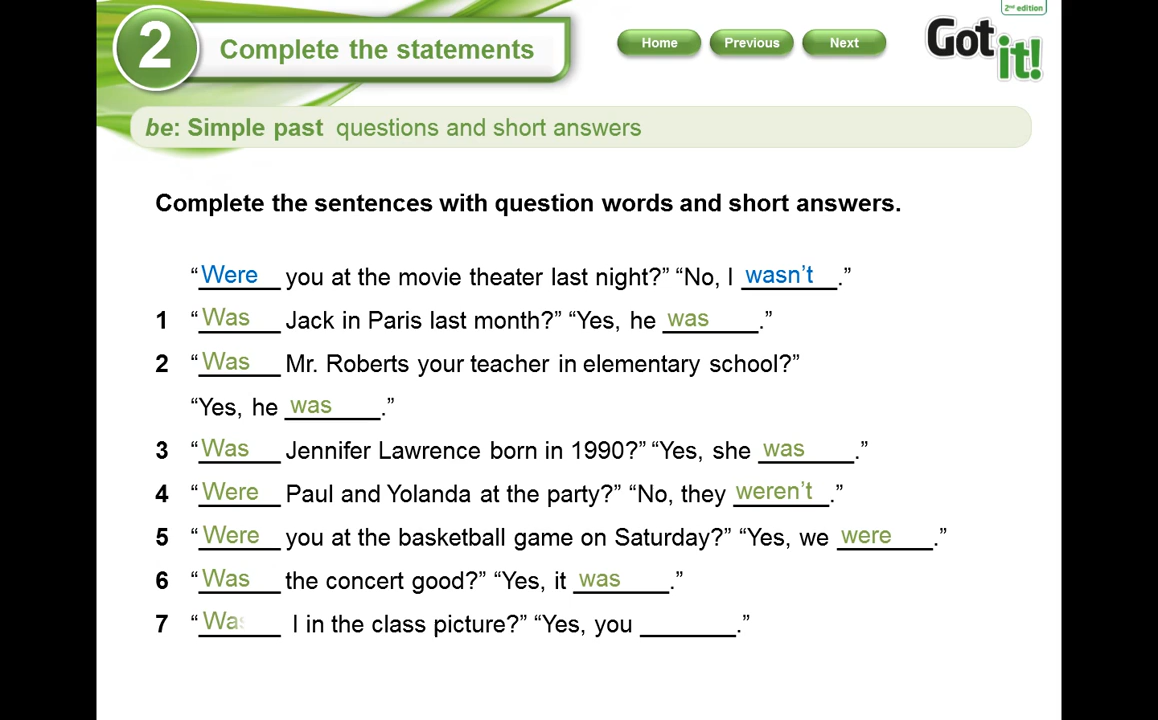 2nd edition
2 Complete the statements Home Previous Next Got it!
be: Simple past questions and short answers
Complete the sentences with question words and short answers.
“Were you at the movie theater last night?” “No, I wasn’t.”
1 “Was Jack in Paris last month?” “Yes, he was.”
2 “Was Mr. Roberts your teacher in elementary school?”
“Yes, he was.”
3 “Was Jennifer Lawrence born in 1990?” “Yes, she was.”
4 “Were Paul and Yolanda at the party?” “No, they weren’t.”
5 “Were you at the basketball game on Saturday?” “Yes, we were.”
6 “Was the concert good?” “Yes, it was.”
7 “Was I in the class picture?” “Yes, you ________.”